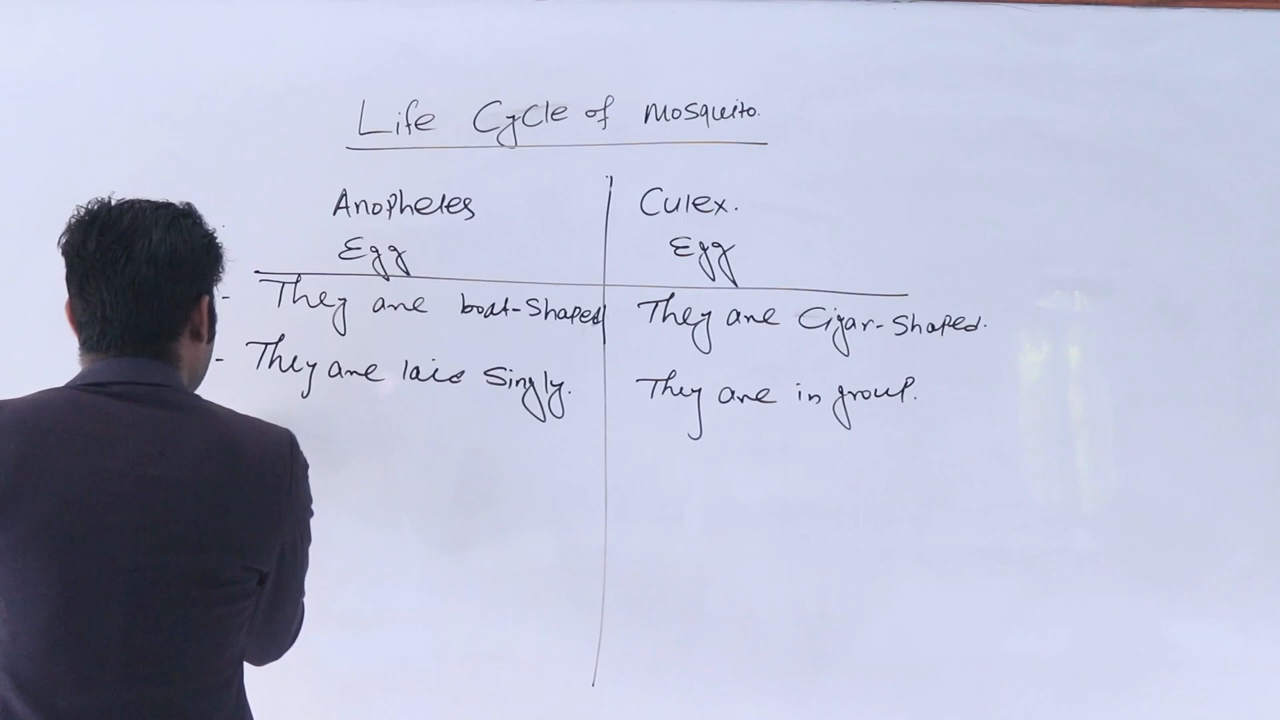 Life Cycle of Mosquito.
Anopheles
Egg
- They are boat-Shaped
- They are laid Singly.
Culex.
Egg
They are Cigar-Shaped.
They are in group.